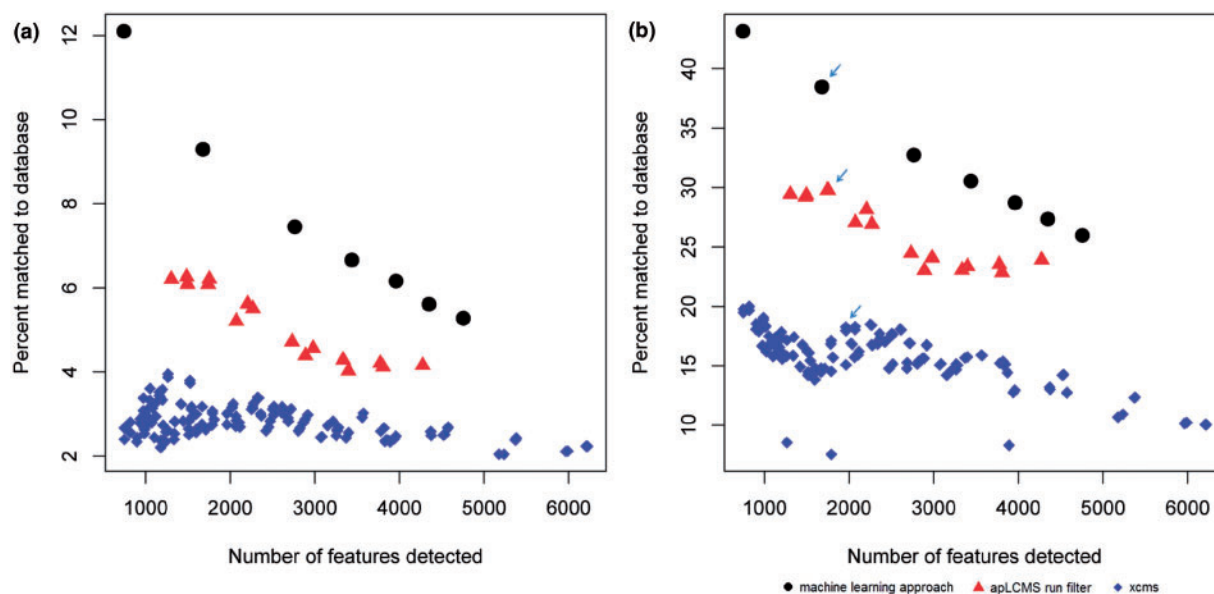 (a)
12
10
8
6
4
2
Percent matched to database
1000 2000 3000 4000 5000 6000
Number of features detected
(b)
40
35
30
25
20
15
10
Percent matched to database
1000 2000 3000 4000 5000 6000
Number of features detected
machine learning approach apLCMS run filter xcms